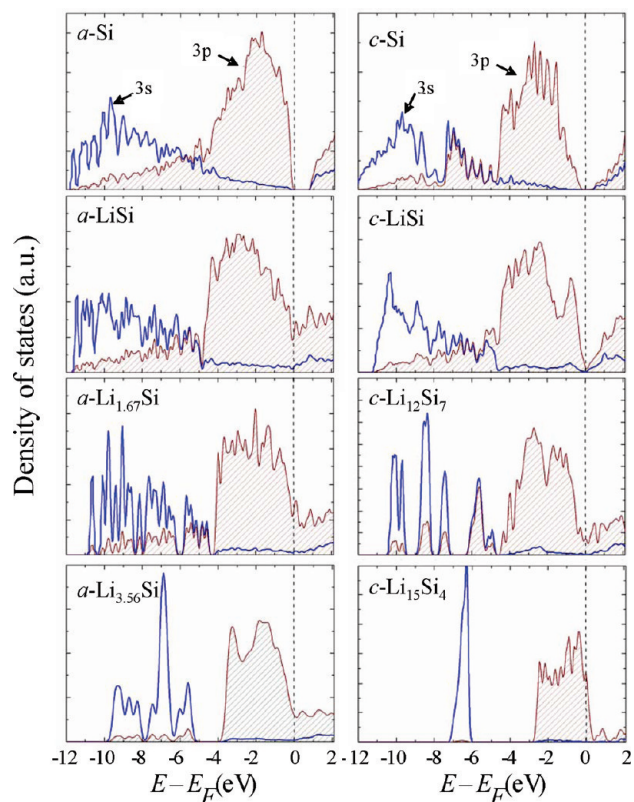 a-Si
3p
3s
c-Si
3p
3s
a-LiSi
c-LiSi
a-Li1.67Si
c-Li12Si7
a-Li3.56Si
c-Li15Si4
Density of states (a.u.)
-12 -10 -8 -6 -4 -2 0 2
-12 -10 -8 -6 -4 -2 0 2
E–EF(eV)
E–EF(eV)